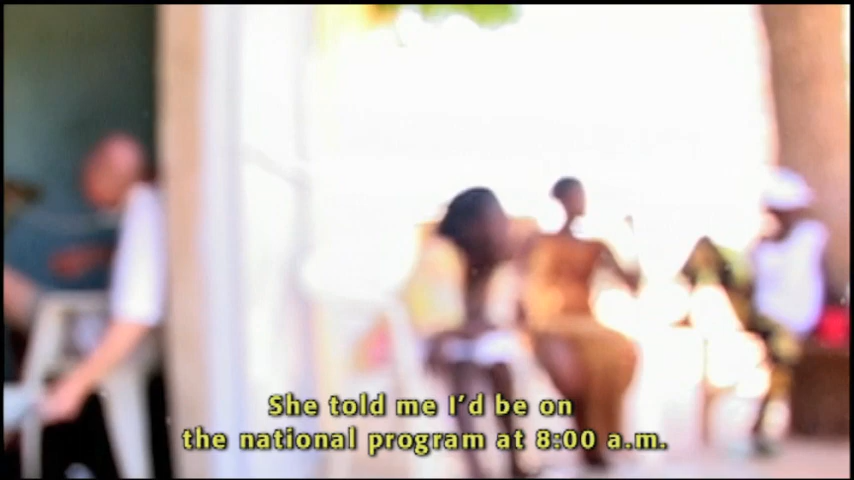 She told me I'd be on
the national program at 8:00 a.m.